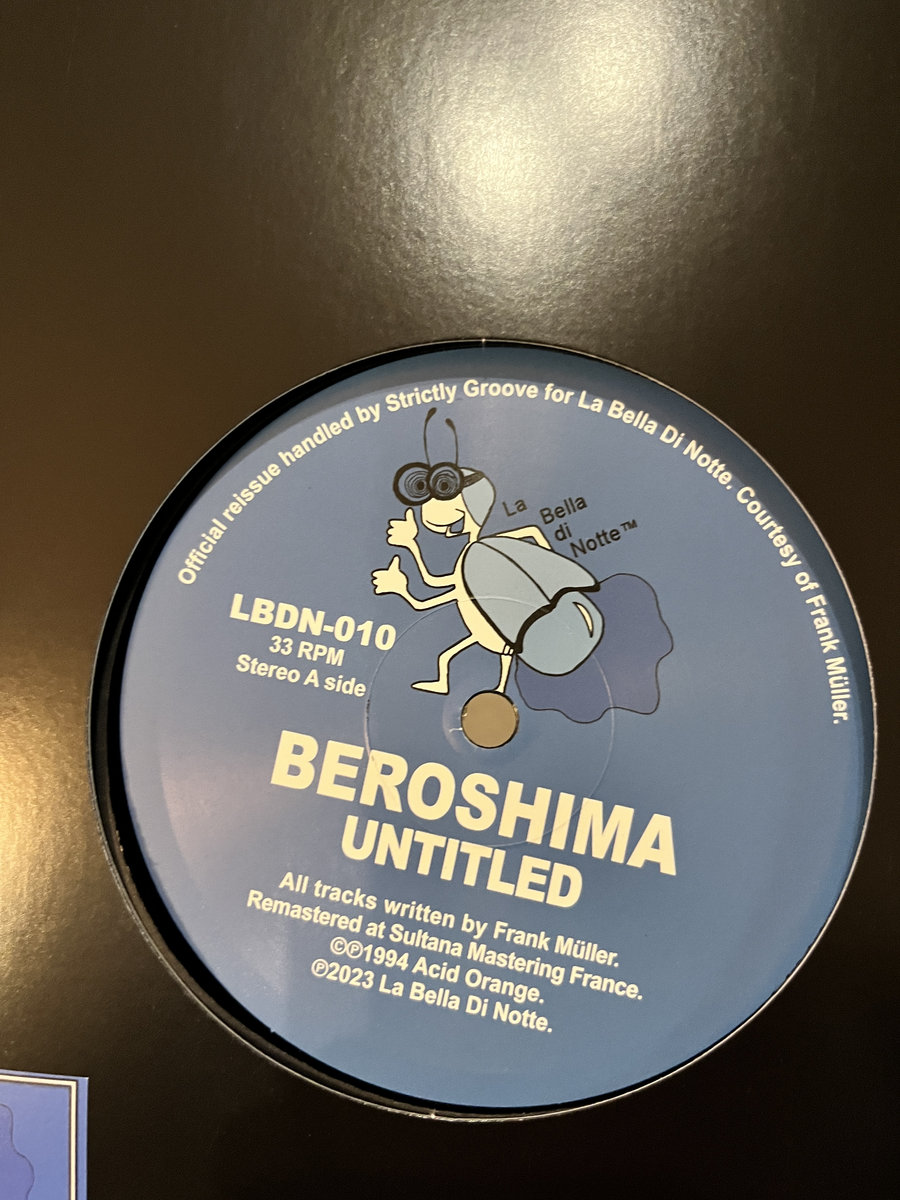 Official reissue handled by Strictly Groove for La Bella Di Notte. Courtesy of Frank Müller.
La Bella
di
Notte™
LBDN-010
33 RPM
Stereo A side
BEROSHIMA
UNTITLED
All tracks written by Frank Müller.
Remastered at Sultana Mastering France.
©℗1994 Acid Orange.
℗2023 La Bella Di Notte.